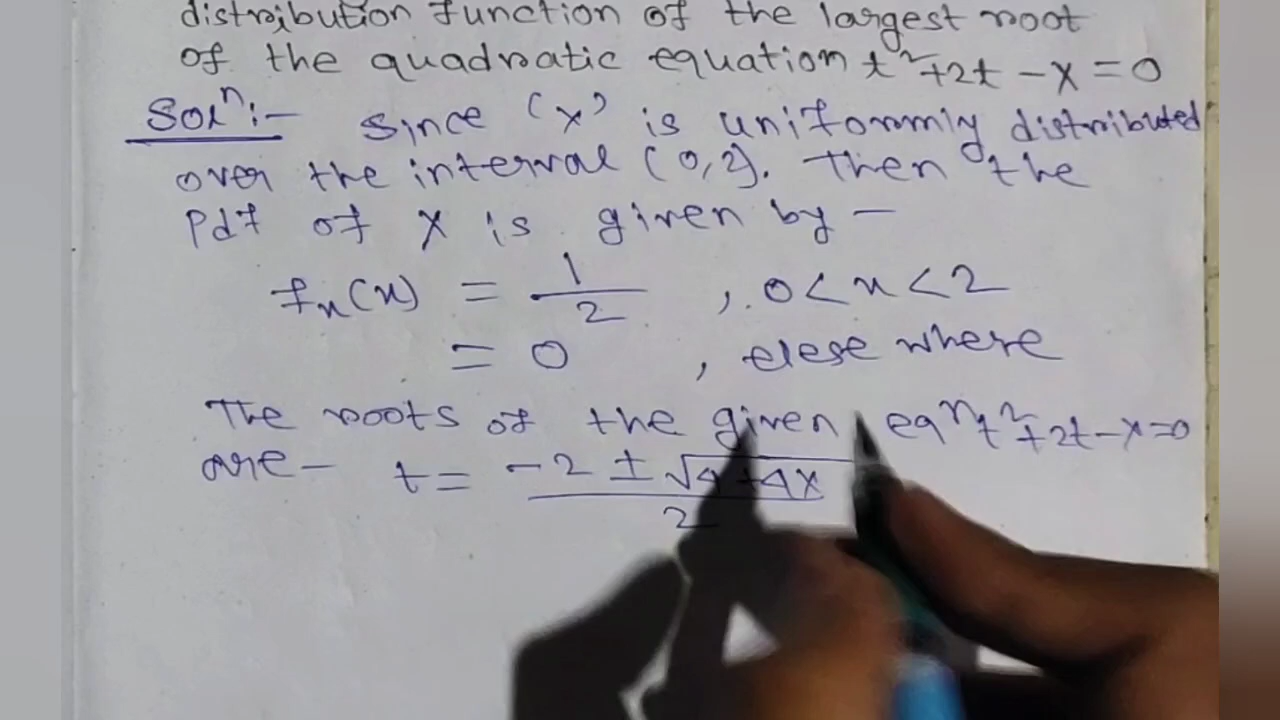 distribution function of the largest root
of the quadratic equation t²+2t-x=0
Solⁿ:- Since 'x' is uniformly distributed
over the interval (0,2). Then the
Pdf of X is given by -
fₓ(x) = 1/2 , 0<x<2
= 0 , elese where
The roots of the given eqⁿ t²+2t-x=0
are- t = -2 ± √4+4x / 2